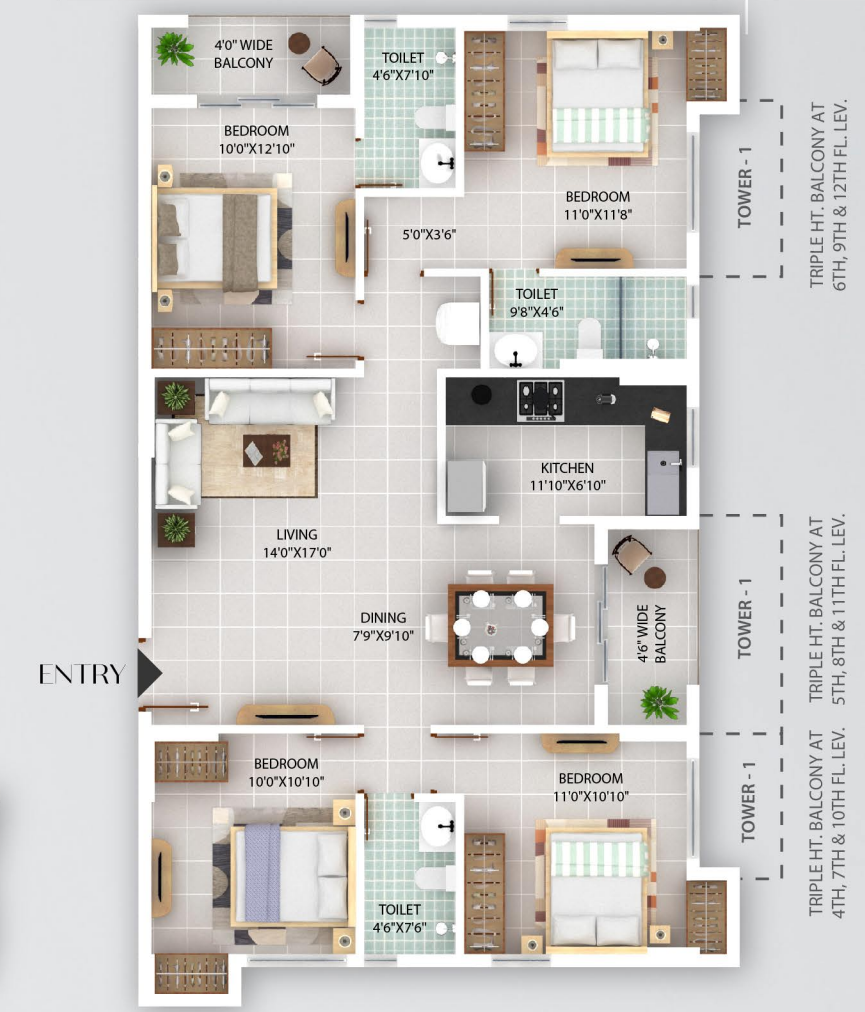 4'0" WIDE
BALCONY
TOILET
4'6"X7'10"
BEDROOM
10'0"X12'10"
BEDROOM
11'0"X11'8"
5'0"X3'6"
TOILET
9'8"X4'6"
KITCHEN
11'10"X6'10"
LIVING
14'0"X17'0"
DINING
7'9"X9'10"
4'6" WIDE
BALCONY
ENTRY
BEDROOM
10'0"X10'10"
BEDROOM
11'0"X10'10"
TOILET
4'6"X7'6"
TOWER - 1
TRIPLE HT. BALCONY AT
6TH, 9TH & 12TH FL. LEV.
TOWER - 1
TRIPLE HT. BALCONY AT
5TH, 8TH & 11TH FL. LEV.
TOWER - 1
TRIPLE HT. BALCONY AT
4TH, 7TH & 10TH FL. LEV.